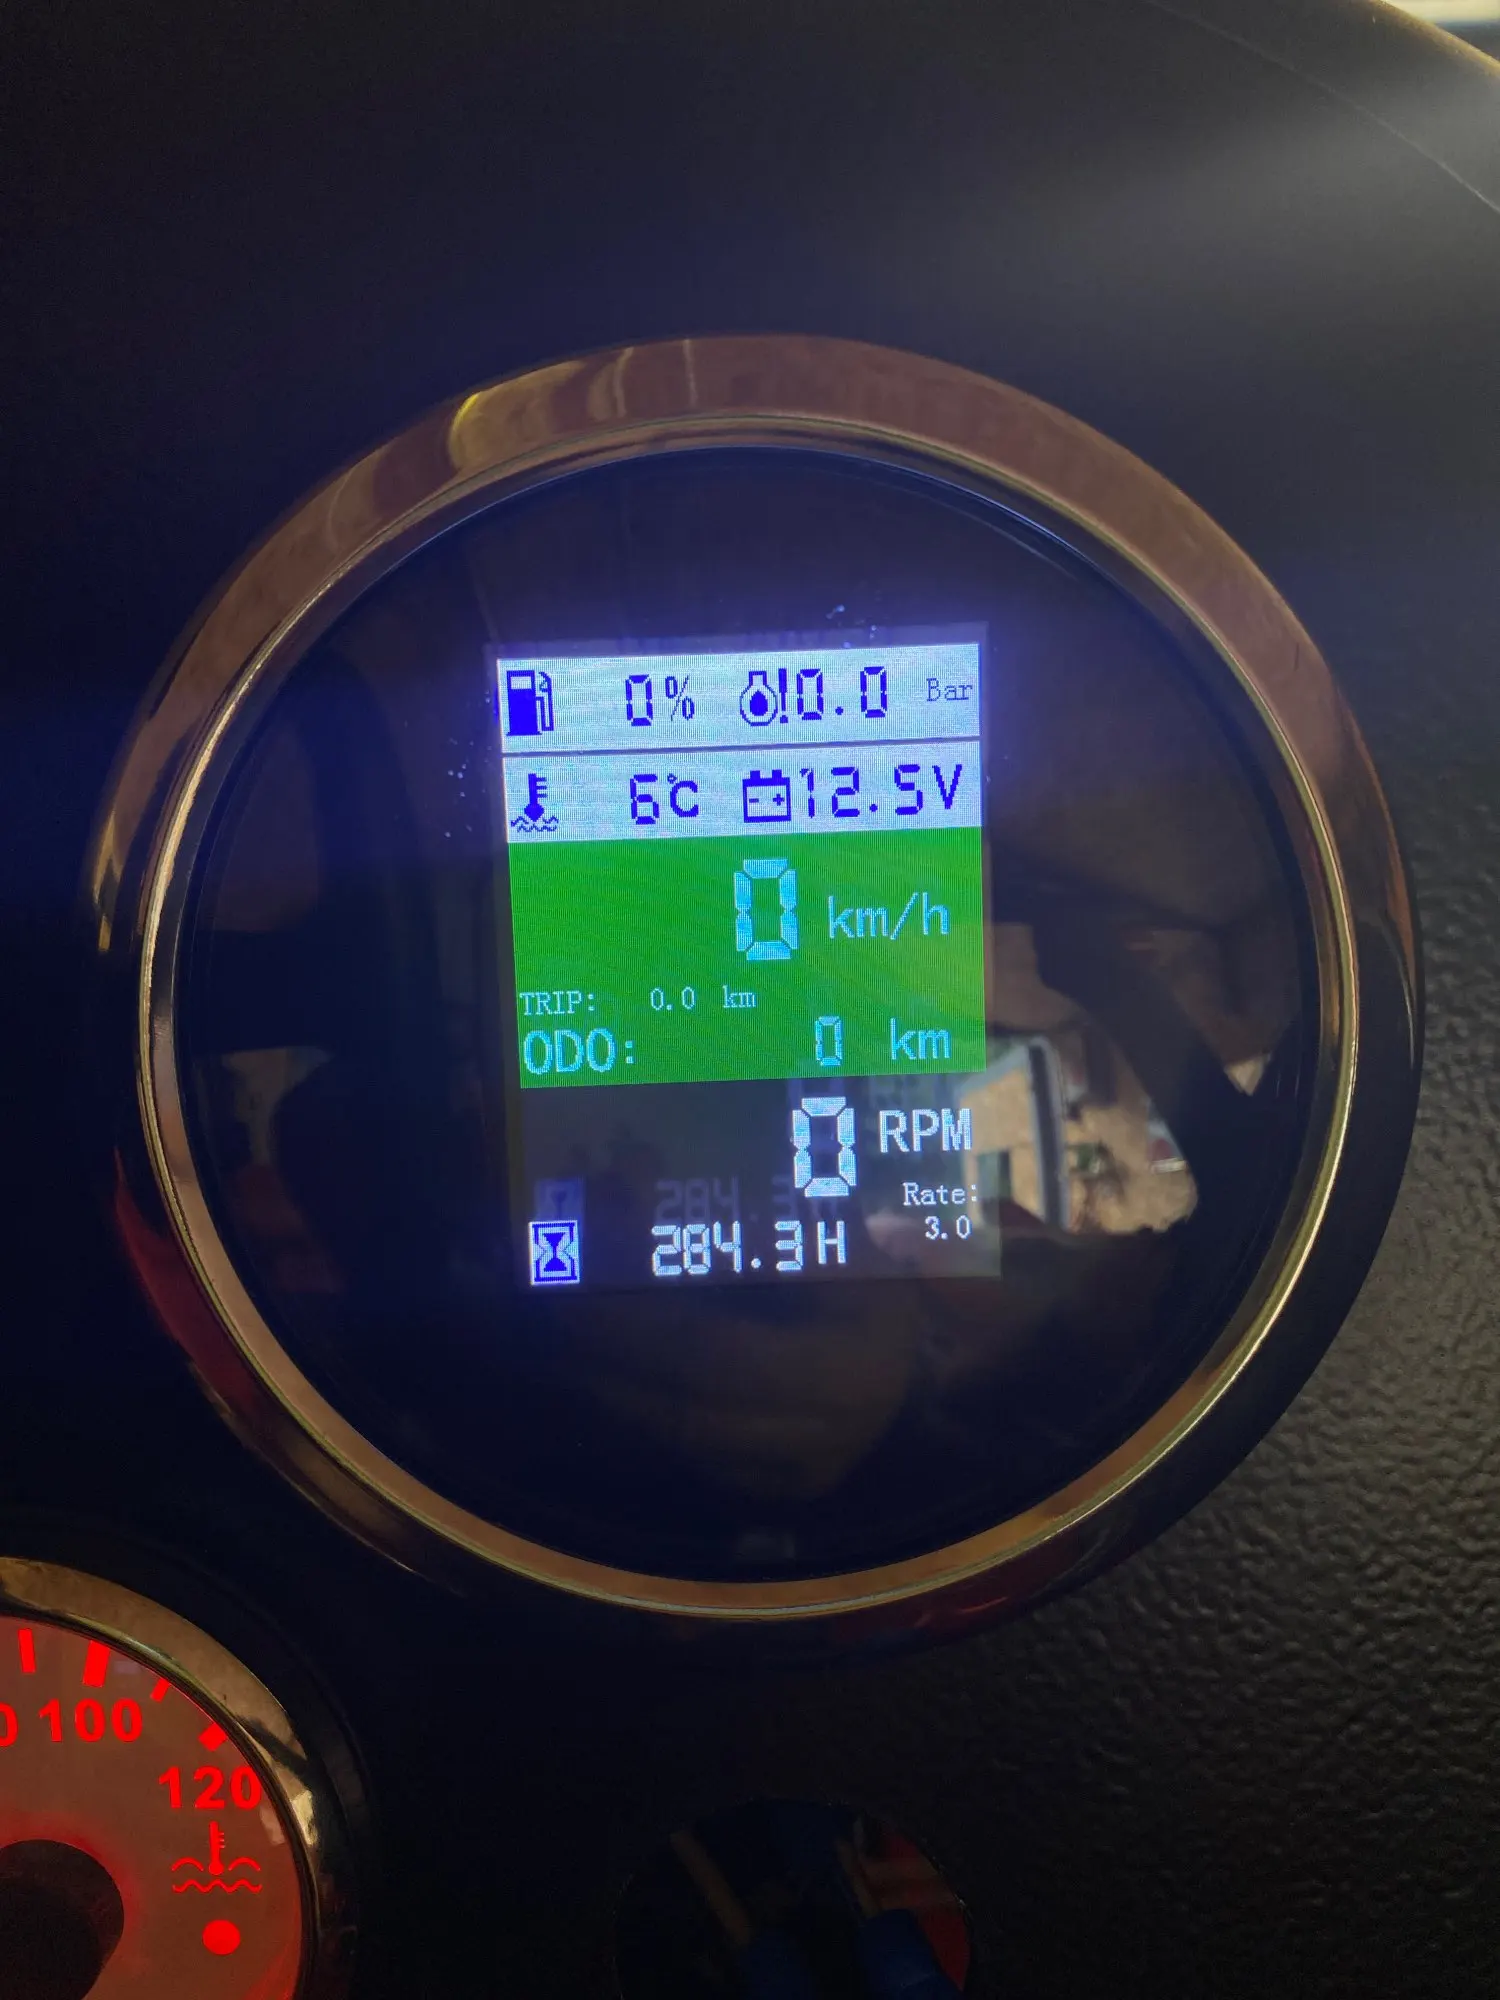 0% 0.0 Bar
6°C 12.5V
0 km/h
TRIP: 0.0 km
ODO: 0 km
0 RPM
Rate:
3.0
284.3H
100
120